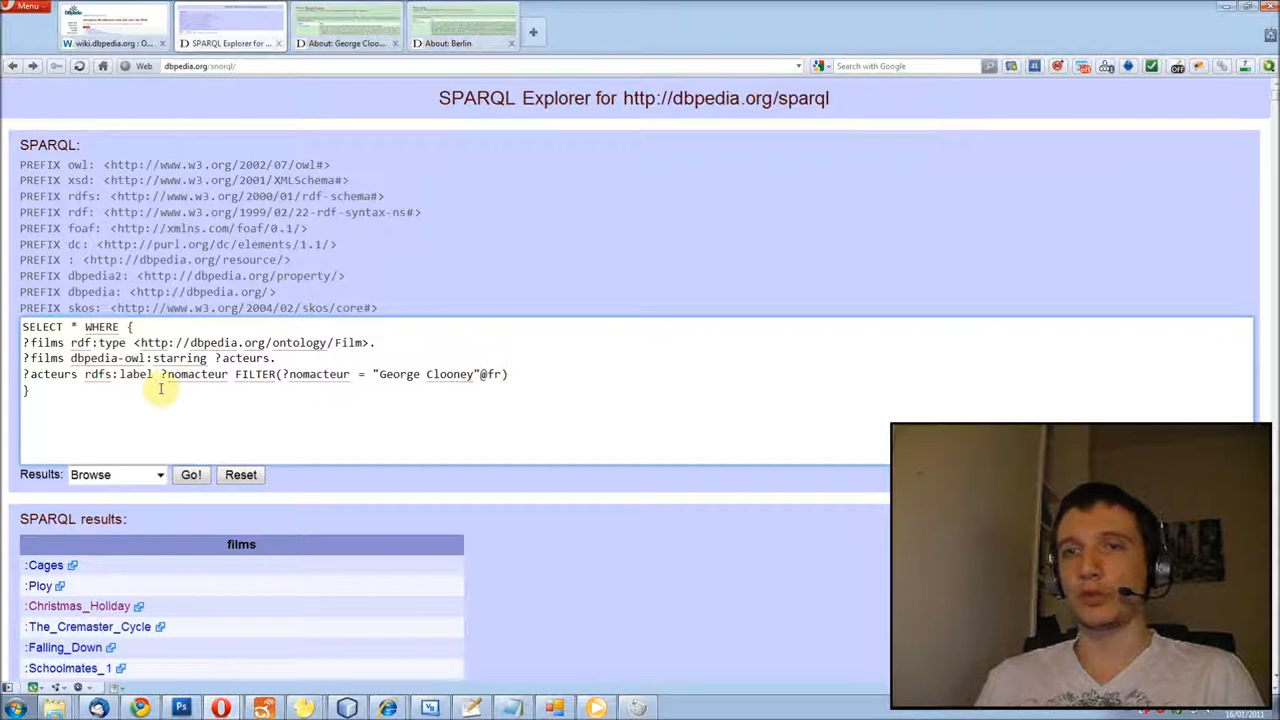 Menu
wiki.dbpedia.org : O...
SPARQL Explorer for ...
About: George Cloo...
About: Berlin
Web
dbpedia.org/snorql/
Search with Google
SPARQL Explorer for http://dbpedia.org/sparql
SPARQL:
PREFIX owl: <http://www.w3.org/2002/07/owl#>
PREFIX xsd: <http://www.w3.org/2001/XMLSchema#>
PREFIX rdfs: <http://www.w3.org/2000/01/rdf-schema#>
PREFIX rdf: <http://www.w3.org/1999/02/22-rdf-syntax-ns#>
PREFIX foaf: <http://xmlns.com/foaf/0.1/>
PREFIX dc: <http://purl.org/dc/elements/1.1/>
PREFIX : <http://dbpedia.org/resource/>
PREFIX dbpedia2: <http://dbpedia.org/property/>
PREFIX dbpedia: <http://dbpedia.org/>
PREFIX skos: <http://www.w3.org/2004/02/skos/core#>
SELECT * WHERE {
?films rdf:type <http://dbpedia.org/ontology/Film>.
?films dbpedia-owl:starring ?acteurs.
?acteurs rdfs:label ?nomacteur FILTER(?nomacteur = "George Clooney"@fr)
}
Results: Browse Go! Reset
SPARQL results:
films
:Cages
:Ploy
:Christmas_Holiday
:The_Cremaster_Cycle
:Falling_Down
:Schoolmates_1
16/01/2011